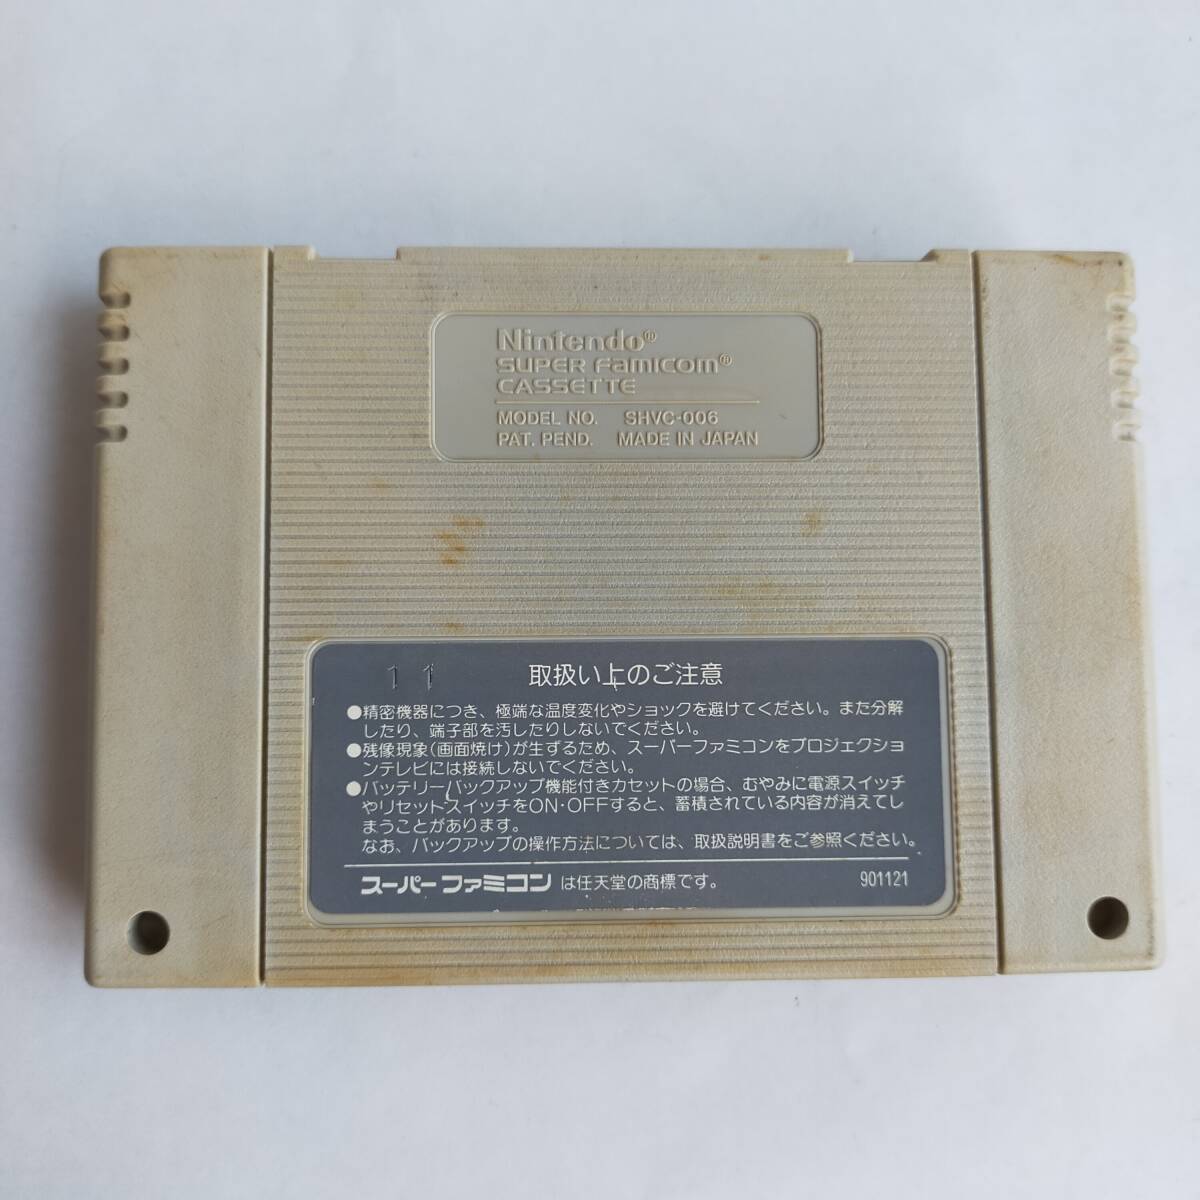 Nintendo®
SUPER FAMICOM®
CASSETTE
MODEL NO. SHVC-006
PAT. PEND. MADE IN JAPAN
11 取扱い上のご注意
●精密機器につき、極端な温度変化やショックを避けてください。また分解
したり、端子部を汚したりしないでください。
●残像現象(画面焼け)が生ずるため、スーパーファミコンをプロジェクショ
ンテレビには接続しないでください。
●バッテリーバックアップ機能付きカセットの場合、むやみに電源スイッチ
やリセットスイッチをON・OFFすると、蓄積されている内容が消えてし
まうことがあります。
なお、バックアップの操作方法については、取扱説明書をご参照ください。
スーパーファミコン は任天堂の商標です。 901121